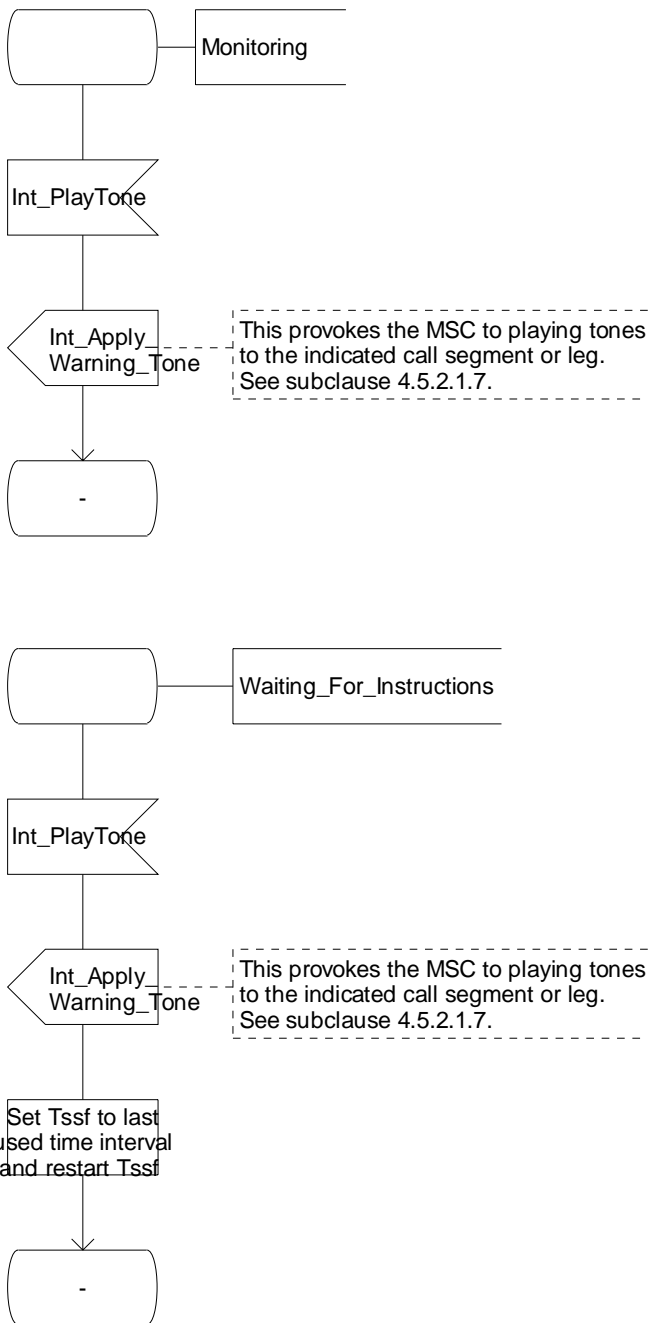 Monitoring
Int_PlayTone
Int_Apply_
Warning_Tone
This provokes the MSC to playing tones
to the indicated call segment or leg.
See subclause 4.5.2.1.7.
-
Waiting_For_Instructions
Int_PlayTone
Int_Apply_
Warning_Tone
This provokes the MSC to playing tones
to the indicated call segment or leg.
See subclause 4.5.2.1.7.
Set Tssf to last
used time interval
and restart Tssf
-